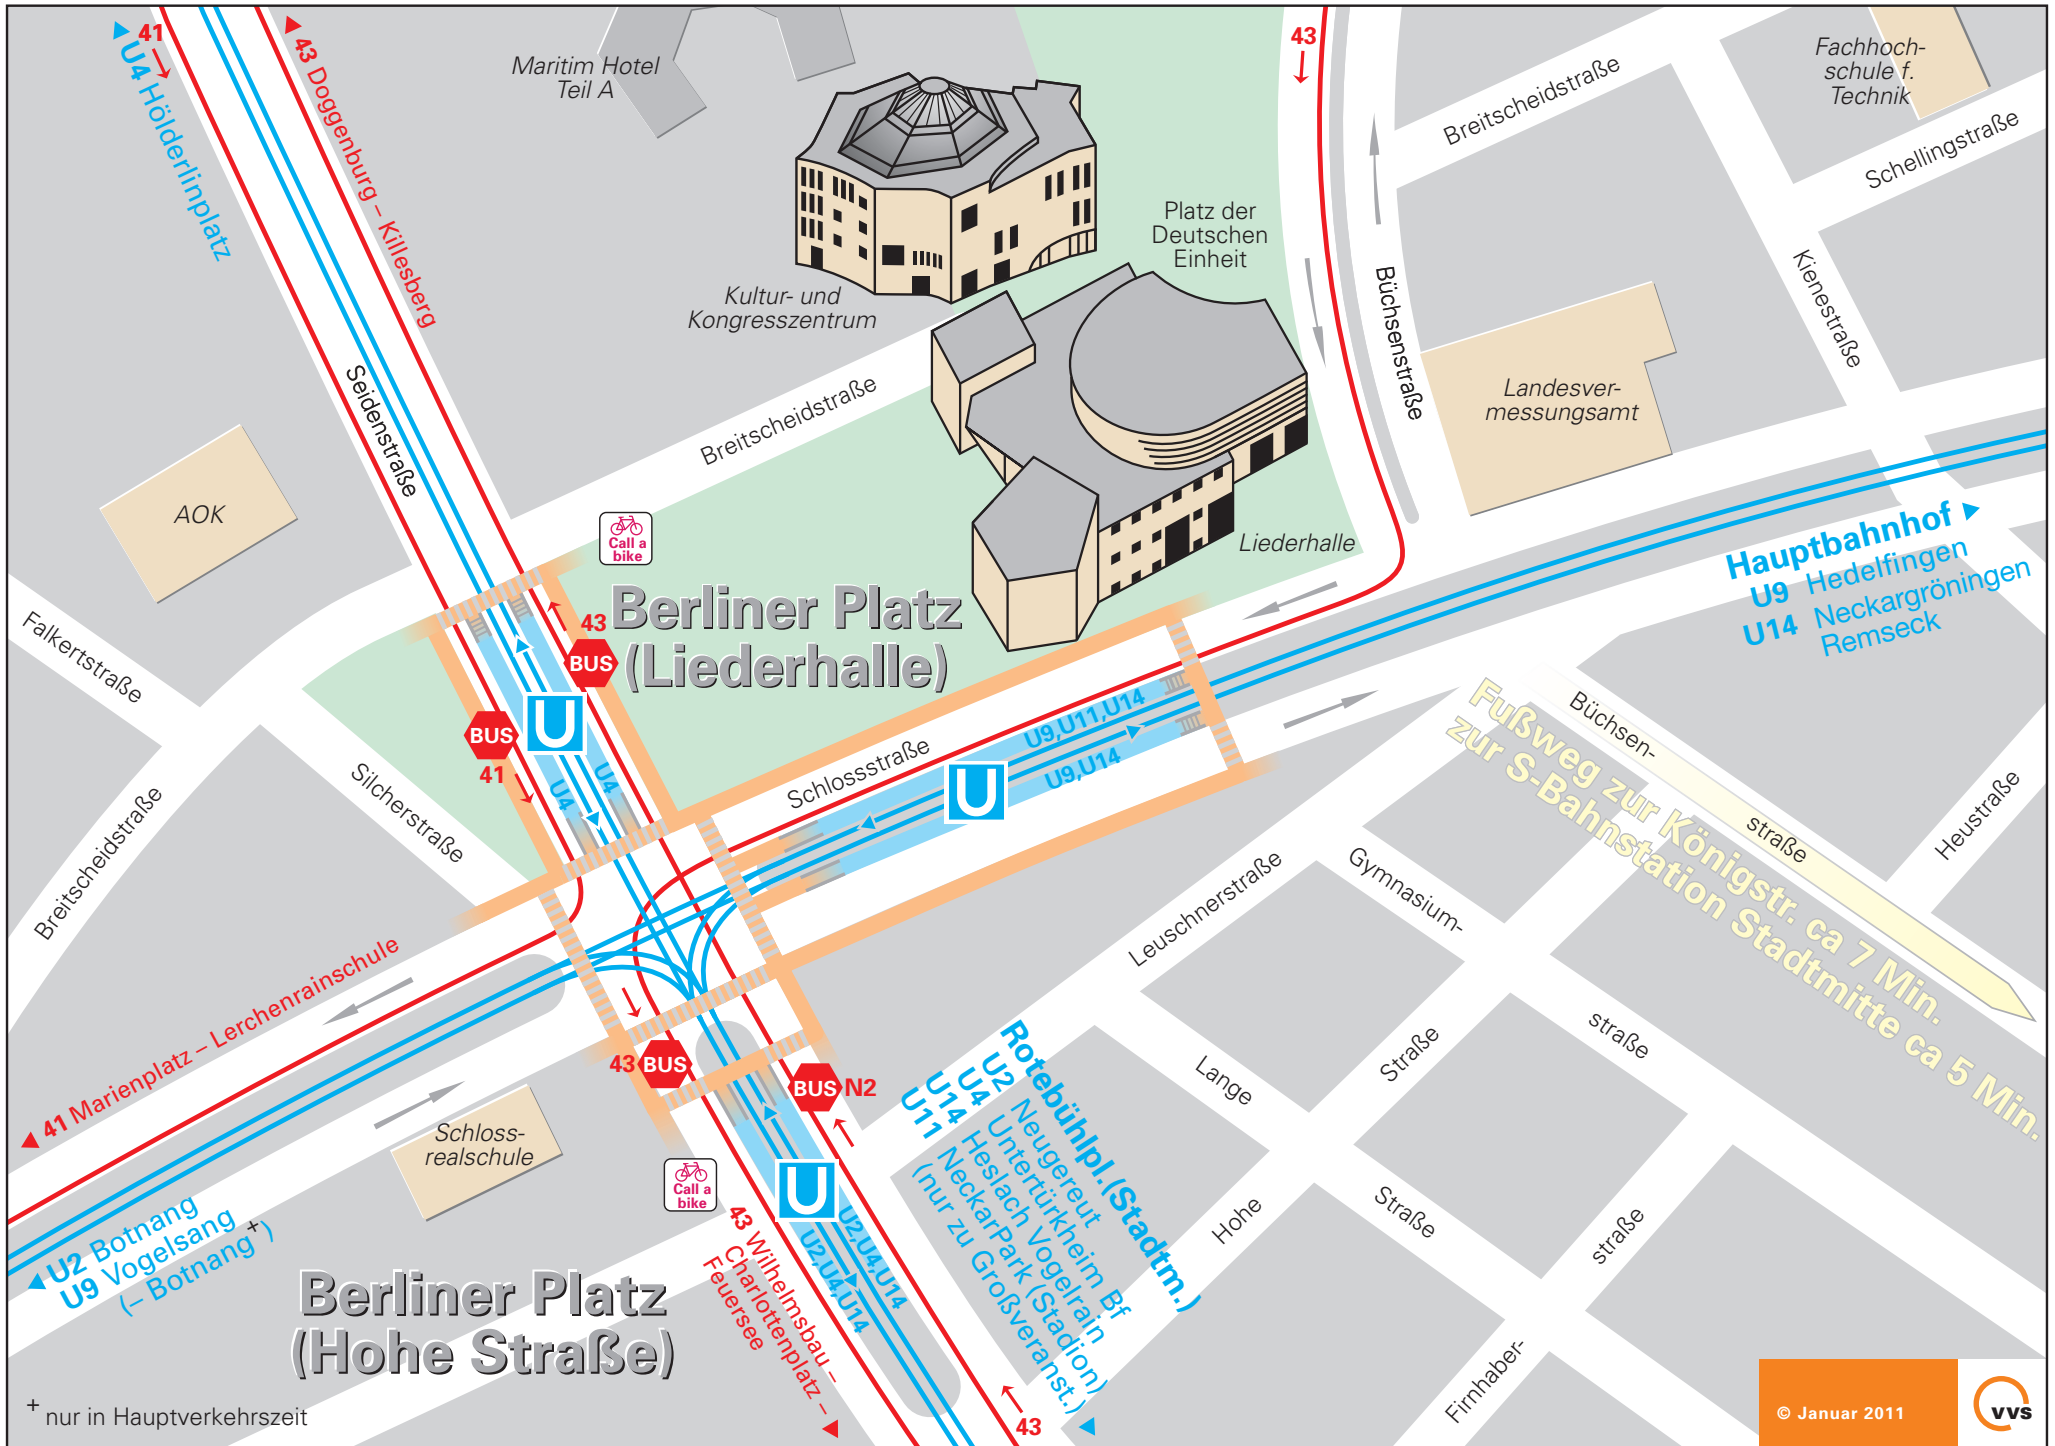 41
U4 Hölderlinplatz
43 Doggenburg – Killesberg
Maritim Hotel
Teil A
43
Breitscheidstraße
Fachhoch-
schule f.
Technik
Schellingstraße
Platz der
Deutschen
Einheit
Kultur- und
Kongresszentrum
Büchsenstraße
Kienestraße
Seidenstraße
Breitscheidstraße
Landesver-
messungsamt
AOK
Call a
bike
Liederhalle
Hauptbahnhof
U9 Hedelfingen
U14 Neckargröningen
Remseck
Berliner Platz
(Liederhalle)
43
BUS
Falkertstraße
BUS
41
U
U4
U4
U9,U11,U14
U9,U14
U
Schlossstraße
Silcherstraße
Breitscheidstraße
Büchsen-
straße
Heustraße
Fußweg zur Königstr. ca 7 Min.
zur S-Bahnstation Stadtmitte ca 5 Min.
Leuschnerstraße
Gymnasium-
straße
41 Marienplatz – Lerchenrainschule
43
BUS
BUS
N2
Rotebühlpl.(Stadtm.)
U2 Neugereut
U4 Untertürkheim Bf
U14 Heslach Vogelrain
U11 NeckarPark (Stadion)
(nur zu Großveranst.)
Lange
Straße
Hohe
Straße
Schloss-
realschule
Call a
bike
U
U2,U4,U14
U2,U4,U14
43 Wilhelmsbau –
Charlottenplatz –
Feuersee
U2 Botnang
U9 Vogelsang
(– Botnang +)
Berliner Platz
(Hohe Straße)
Firnhaber-
straße
43
+ nur in Hauptverkehrszeit
© Januar 2011
vvs